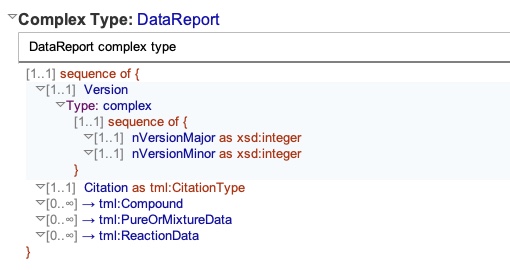 Complex Type: DataReport
DataReport complex type
[1..1] sequence of {
[1..1] Version
Type: complex
[1..1] sequence of {
[1..1] nVersionMajor as xsd:integer
[1..1] nVersionMinor as xsd:integer
}
[1..1] Citation as tml:CitationType
[0..∞] → tml:Compound
[0..∞] → tml:PureOrMixtureData
[0..∞] → tml:ReactionData
}